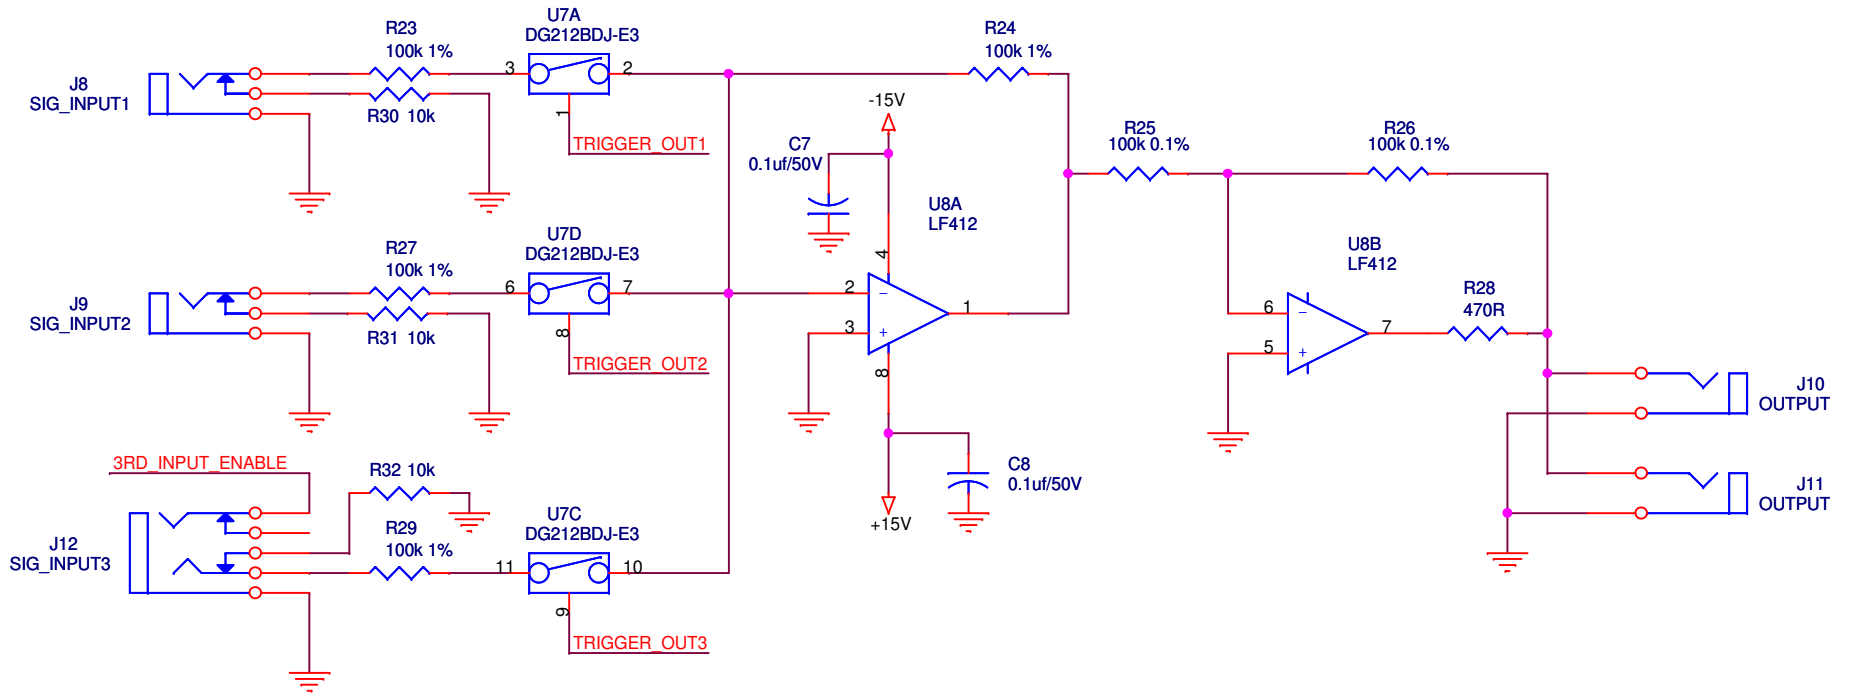 U7A
DG212BDJ-E3
R23
100k 1%
3
2
J8
SIG_INPUT1
R30 10k
1
TRIGGER_OUT1
R24
100k 1%
-15V
C7
0.1uf/50V
U8A
LF412
4
2
3
1
8
+15V
C8
0.1uf/50V
R25
100k 0.1%
R26
100k 0.1%
U8B
LF412
6
5
7
R28
470R
J10
OUTPUT
J11
OUTPUT
U7D
DG212BDJ-E3
R27
100k 1%
6
7
J9
SIG_INPUT2
R31 10k
8
TRIGGER_OUT2
3RD_INPUT_ENABLE
R32 10k
U7C
DG212BDJ-E3
R29
100k 1%
11
10
J12
SIG_INPUT3
9
TRIGGER_OUT3